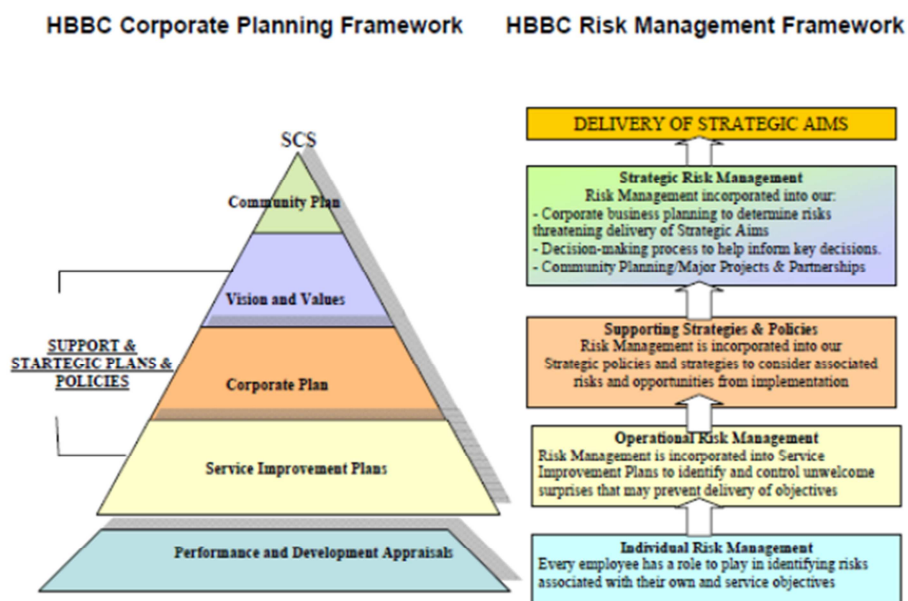 HBBC Corporate Planning Framework
HBBC Risk Management Framework
SCS
Community Plan
Vision and Values
SUPPORT &
STARTEGIC PLANS &
POLICIES
Corporate Plan
Service Improvement Plans
Performance and Development Appraisals
DELIVERY OF STRATEGIC AIMS
Strategic Risk Management
Risk Management incorporated into our:
- Corporate business planning to determine risks
threatening delivery of Strategic Aims
- Decision-making process to help inform key decisions.
- Community Planning/Major Projects & Partnerships
Supporting Strategies & Policies
Risk Management is incorporated into our
Strategic policies and strategies to consider associated
risks and opportunities from implementation
Operational Risk Management
Risk Management is incorporated into Service
Improvement Plans to identify and control unwelcome
surprises that may prevent delivery of objectives
Individual Risk Management
Every employee has a role to play in identifying risks
associated with their own and service objectives